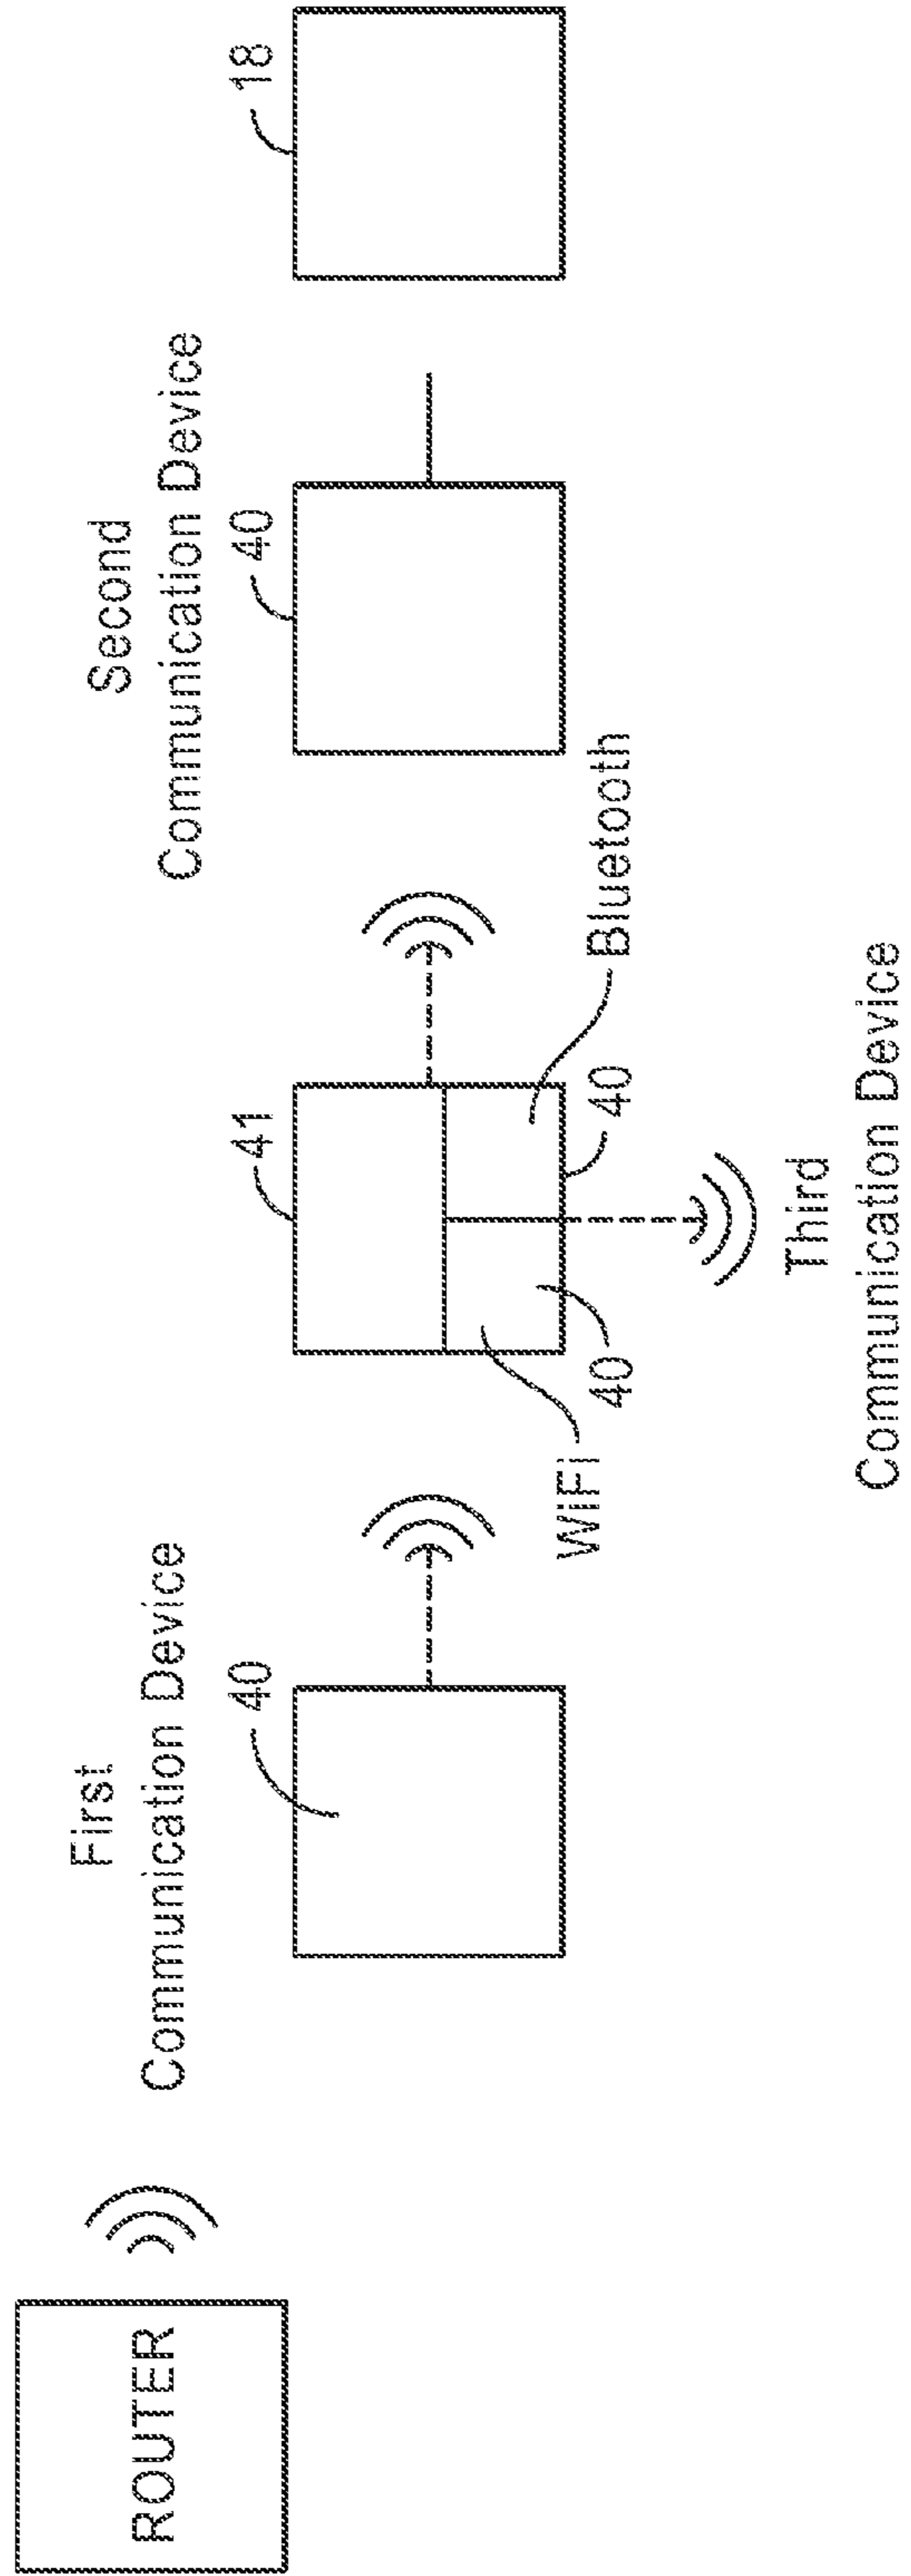 ROUTER
First
Communication Device
40
WiFi
40
41
40
Bluetooth
Third
Communication Device
Second
Communication Device
40
18